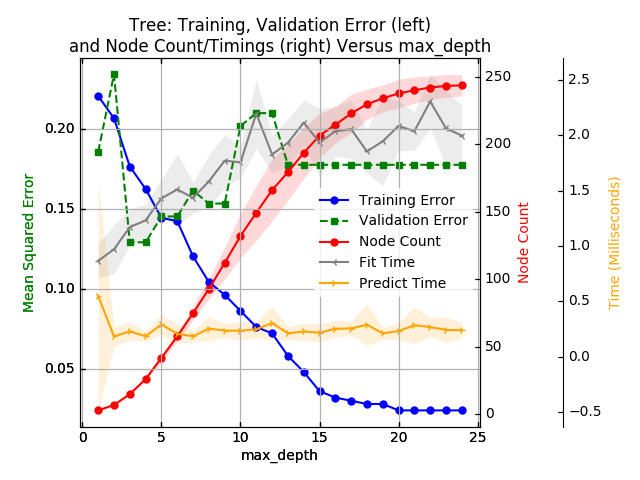 Tree: Training, Validation Error (left)
and Node Count/Timings (right) Versus max_depth
Mean Squared Error
0.20
0.15
0.10
0.05
0
5
10
15
20
25
max_depth
Training Error
Validation Error
Node Count
Fit Time
Predict Time
250
200
150
100
50
0
Node Count
2.5
2.0
1.5
1.0
0.5
0.0
−0.5
Time (Milliseconds)